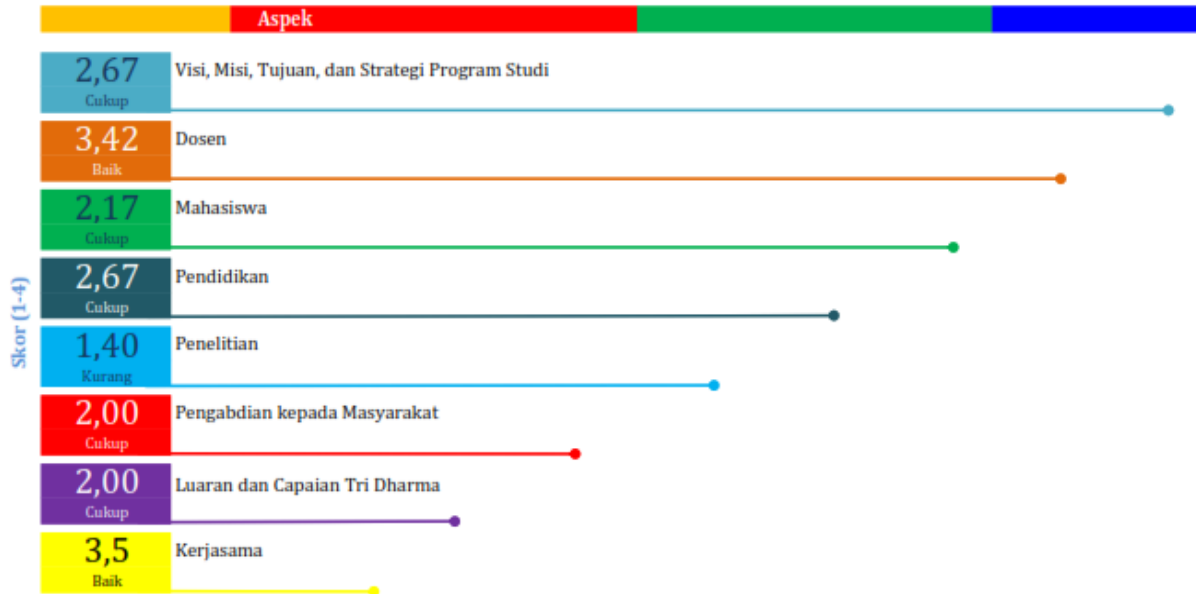 Aspek
Skor (1-4)
2,67
Cukup
Visi, Misi, Tujuan, dan Strategi Program Studi
3,42
Baik
Dosen
2,17
Cukup
Mahasiswa
2,67
Cukup
Pendidikan
1,40
Kurang
Penelitian
2,00
Cukup
Pengabdian kepada Masyarakat
2,00
Cukup
Luaran dan Capaian Tri Dharma
3,5
Baik
Kerjasama